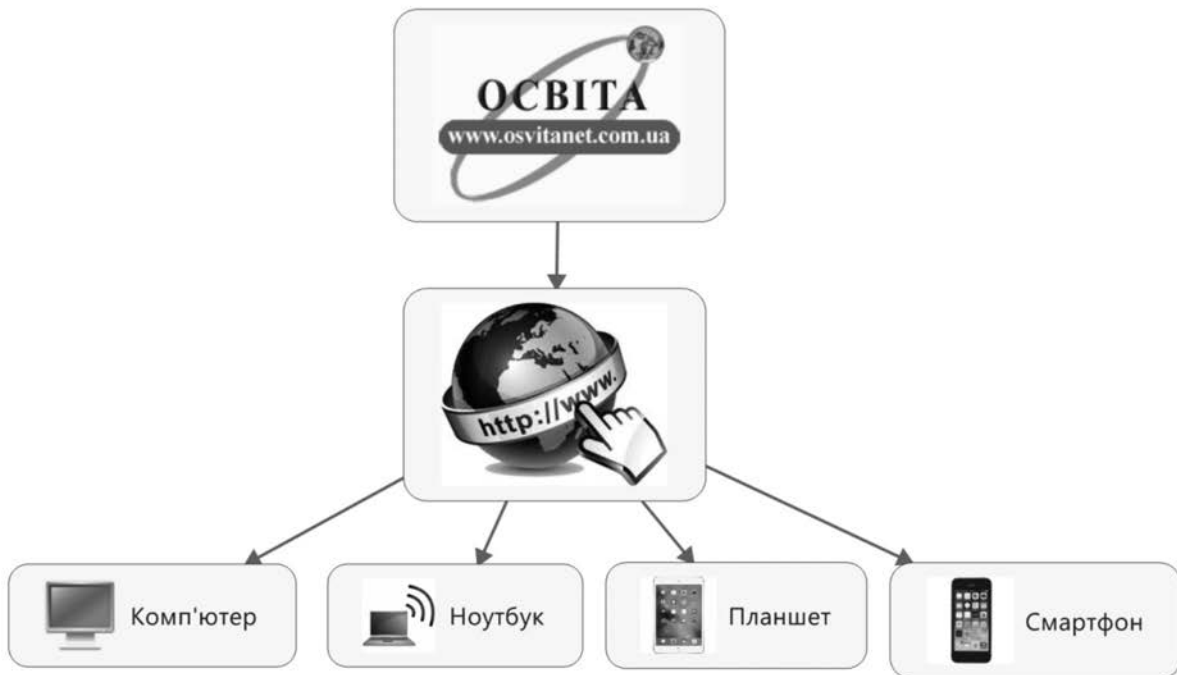 ОСВІТА
www.osvitanet.com.ua
http://www.
Комп'ютер
Ноутбук
Планшет
Смартфон